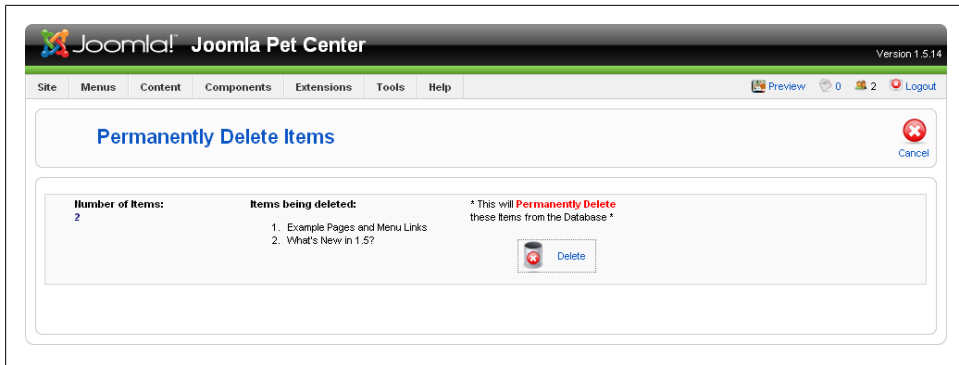 Joomla!™ Joomla Pet Center
Version 1.5.14
Site Menus Content Components Extensions Tools Help Preview 0 2 Logout
Permanently Delete Items
Cancel
Number of Items:
2
Items being deleted:
1. Example Pages and Menu Links
2. What's New in 1.5?
* This will Permanently Delete
these Items from the Database *
Delete